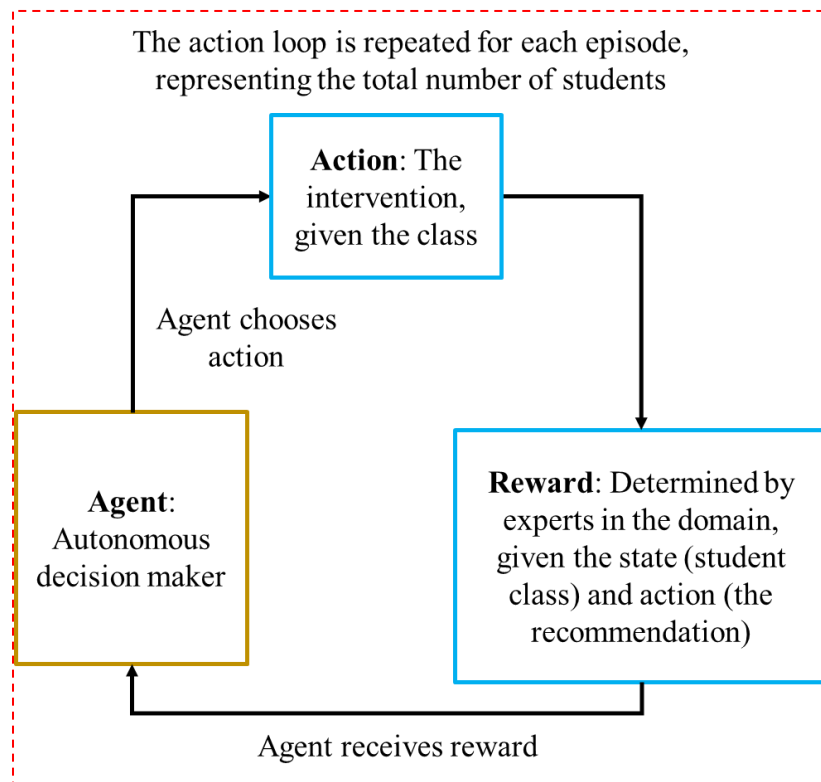 The action loop is repeated for each episode,
representing the total number of students
Action: The
intervention,
given the class
Agent chooses
action
Agent:
Autonomous
decision maker
Reward: Determined by
experts in the domain,
given the state (student
class) and action (the
recommendation)
Agent receives reward